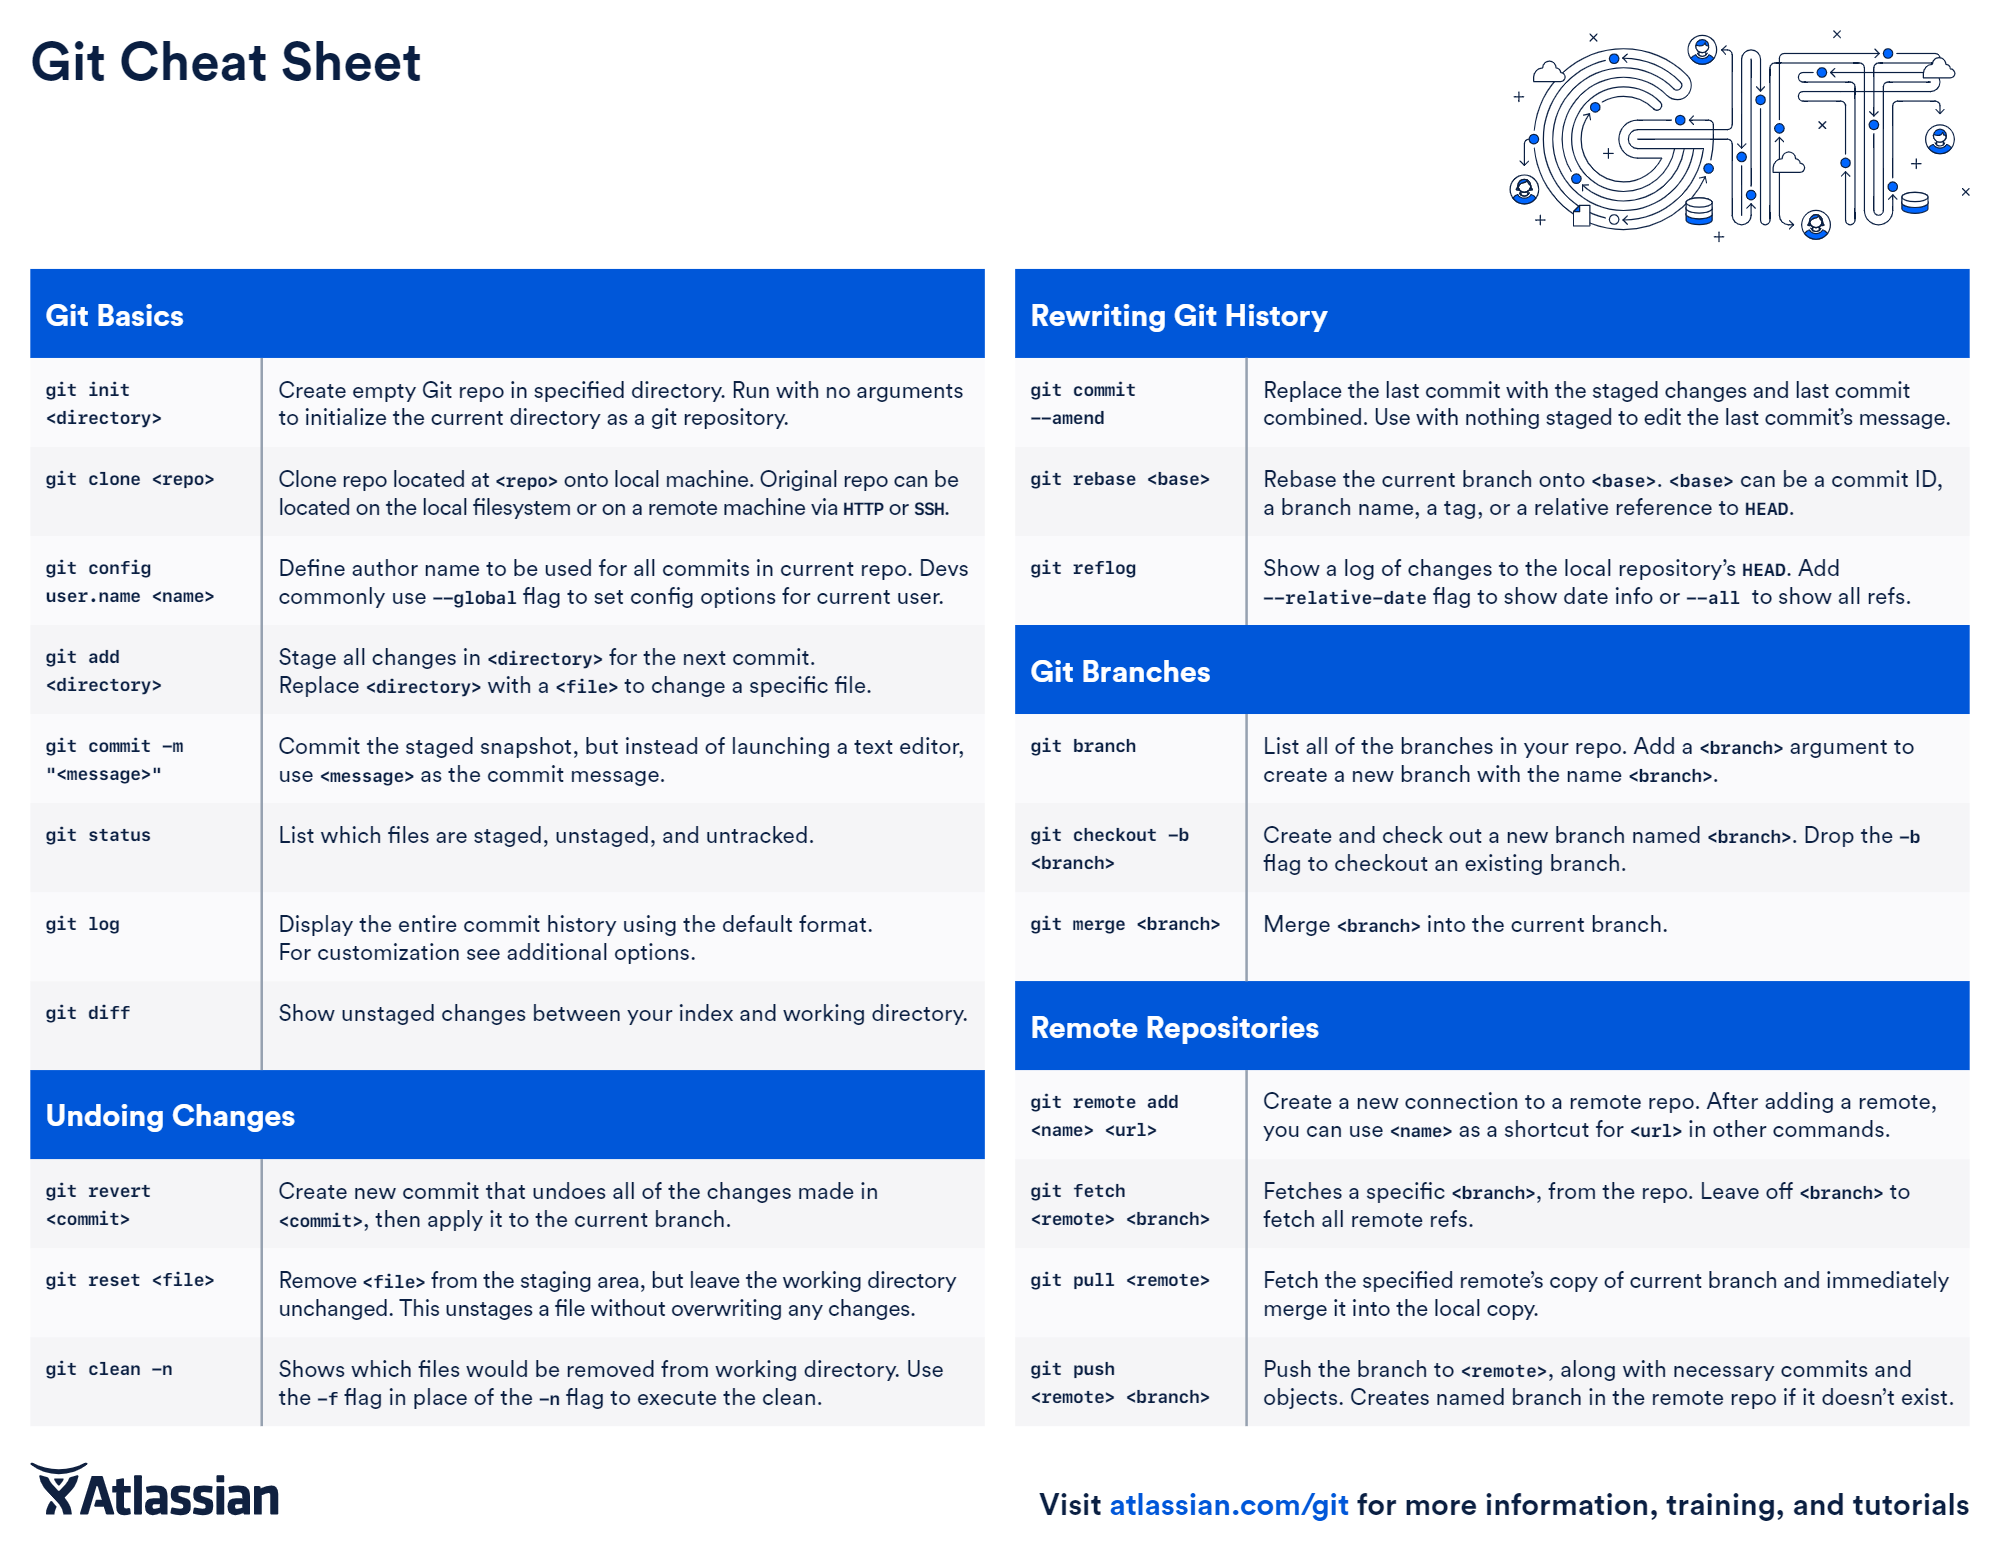 Git Cheat Sheet
Git Basics
git init
<directory>
Create empty Git repo in specified directory. Run with no arguments
to initialize the current directory as a git repository.
git clone <repo>
Clone repo located at <repo> onto local machine. Original repo can be
located on the local filesystem or on a remote machine via HTTP or SSH.
git config
user.name <name>
Define author name to be used for all commits in current repo. Devs
commonly use --global flag to set config options for current user.
git add
<directory>
Stage all changes in <directory> for the next commit.
Replace <directory> with a <file> to change a specific file.
git commit -m
"<message>"
Commit the staged snapshot, but instead of launching a text editor,
use <message> as the commit message.
git status
List which files are staged, unstaged, and untracked.
git log
Display the entire commit history using the default format.
For customization see additional options.
git diff
Show unstaged changes between your index and working directory.
Undoing Changes
git revert
<commit>
Create new commit that undoes all of the changes made in
<commit>, then apply it to the current branch.
git reset <file>
Remove <file> from the staging area, but leave the working directory
unchanged. This unstages a file without overwriting any changes.
git clean -n
Shows which files would be removed from working directory. Use
the -f flag in place of the -n flag to execute the clean.
Rewriting Git History
git commit
--amend
Replace the last commit with the staged changes and last commit
combined. Use with nothing staged to edit the last commit’s message.
git rebase <base>
Rebase the current branch onto <base>. <base> can be a commit ID,
a branch name, a tag, or a relative reference to HEAD.
git reflog
Show a log of changes to the local repository’s HEAD. Add
--relative-date flag to show date info or --all to show all refs.
Git Branches
git branch
List all of the branches in your repo. Add a <branch> argument to
create a new branch with the name <branch>.
git checkout -b
<branch>
Create and check out a new branch named <branch>. Drop the -b
flag to checkout an existing branch.
git merge <branch>
Merge <branch> into the current branch.
Remote Repositories
git remote add
<name> <url>
Create a new connection to a remote repo. After adding a remote,
you can use <name> as a shortcut for <url> in other commands.
git fetch
<remote> <branch>
Fetches a specific <branch>, from the repo. Leave off <branch> to
fetch all remote refs.
git pull <remote>
Fetch the specified remote’s copy of current branch and immediately
merge it into the local copy.
git push
<remote> <branch>
Push the branch to <remote>, along with necessary commits and
objects. Creates named branch in the remote repo if it doesn’t exist.
Atlassian
Visit atlassian.com/git for more information, training, and tutorials
GIT